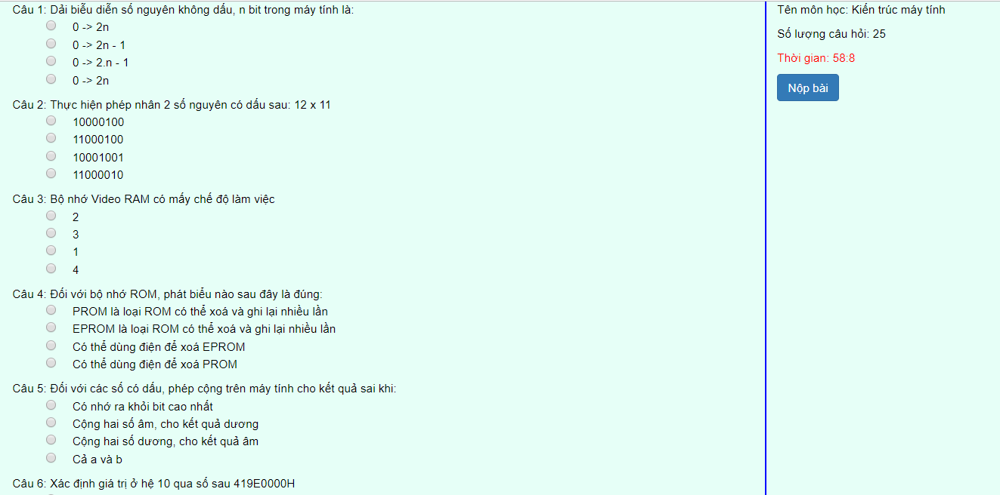 Câu 1: Dải biễu diễn số nguyên không dấu, n bit trong máy tính là:
0 -> 2n
0 -> 2n - 1
0 -> 2.n - 1
0 -> 2n
Câu 2: Thực hiện phép nhân 2 số nguyên có dấu sau: 12 x 11
10000100
11000100
10001001
11000010
Câu 3: Bộ nhớ Video RAM có mấy chế độ làm việc
2
3
1
4
Câu 4: Đối với bộ nhớ ROM, phát biểu nào sau đây là đúng:
PROM là loại ROM có thể xoá và ghi lại nhiều lần
EPROM là loại ROM có thể xoá và ghi lại nhiều lần
Có thể dùng điện để xoá EPROM
Có thể dùng điện để xoá PROM
Câu 5: Đối với các số có dấu, phép cộng trên máy tính cho kết quả sai khi:
Có nhớ ra khỏi bit cao nhất
Cộng hai số âm, cho kết quả dương
Cộng hai số dương, cho kết quả âm
Cả a và b
Câu 6: Xác định giá trị ở hệ 10 qua số sau 419E0000H
Tên môn học: Kiến trúc máy tính
Số lượng câu hỏi: 25
Thời gian: 58:8
Nộp bài